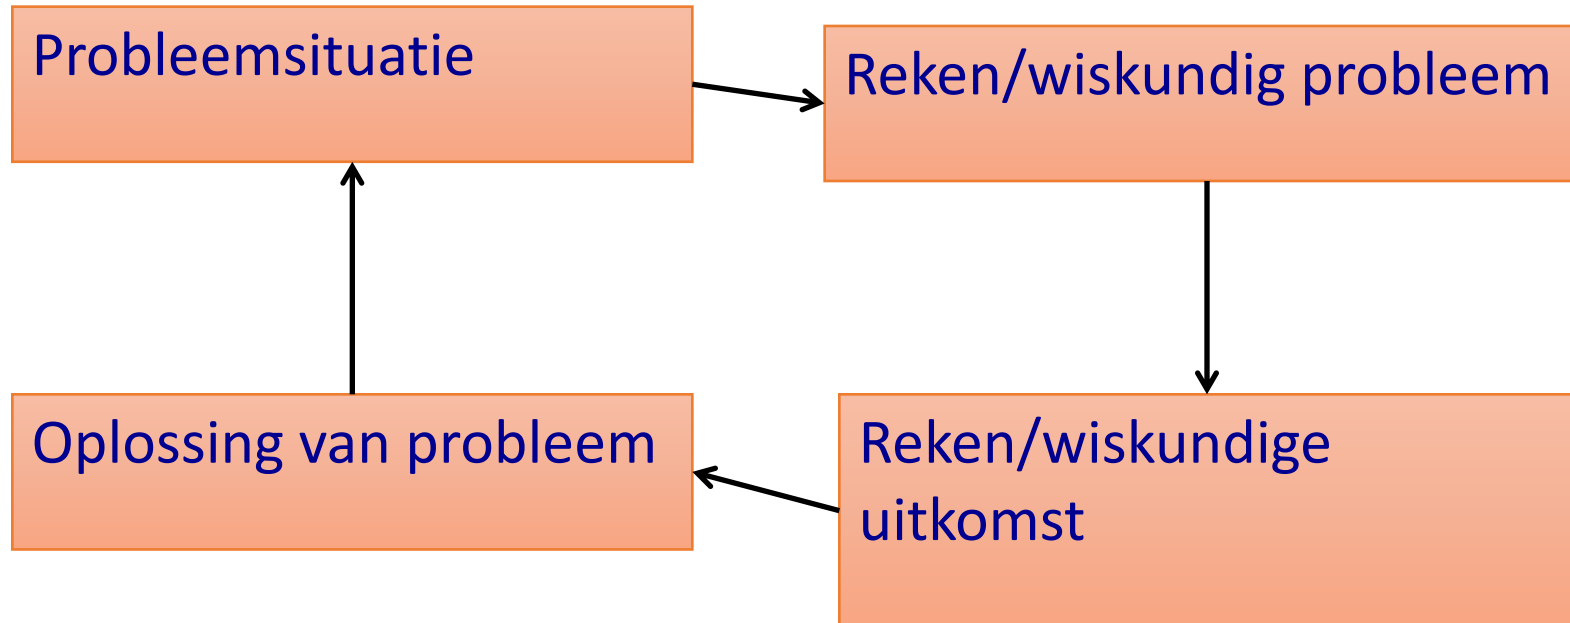 Probleemsituatie
Reken/wiskundig probleem
Oplossing van probleem
Reken/wiskundige
uitkomst